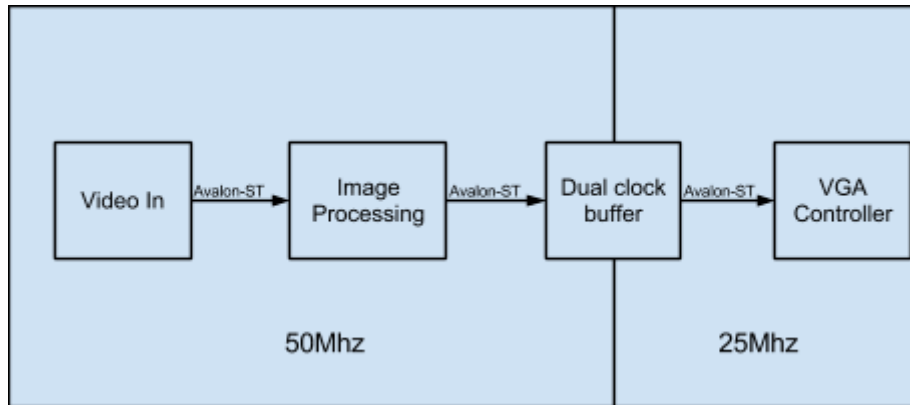 Video In
Avalon-ST
Image
Processing
Avalon-ST
Dual clock
buffer
Avalon-ST
VGA
Controller
50Mhz
25Mhz